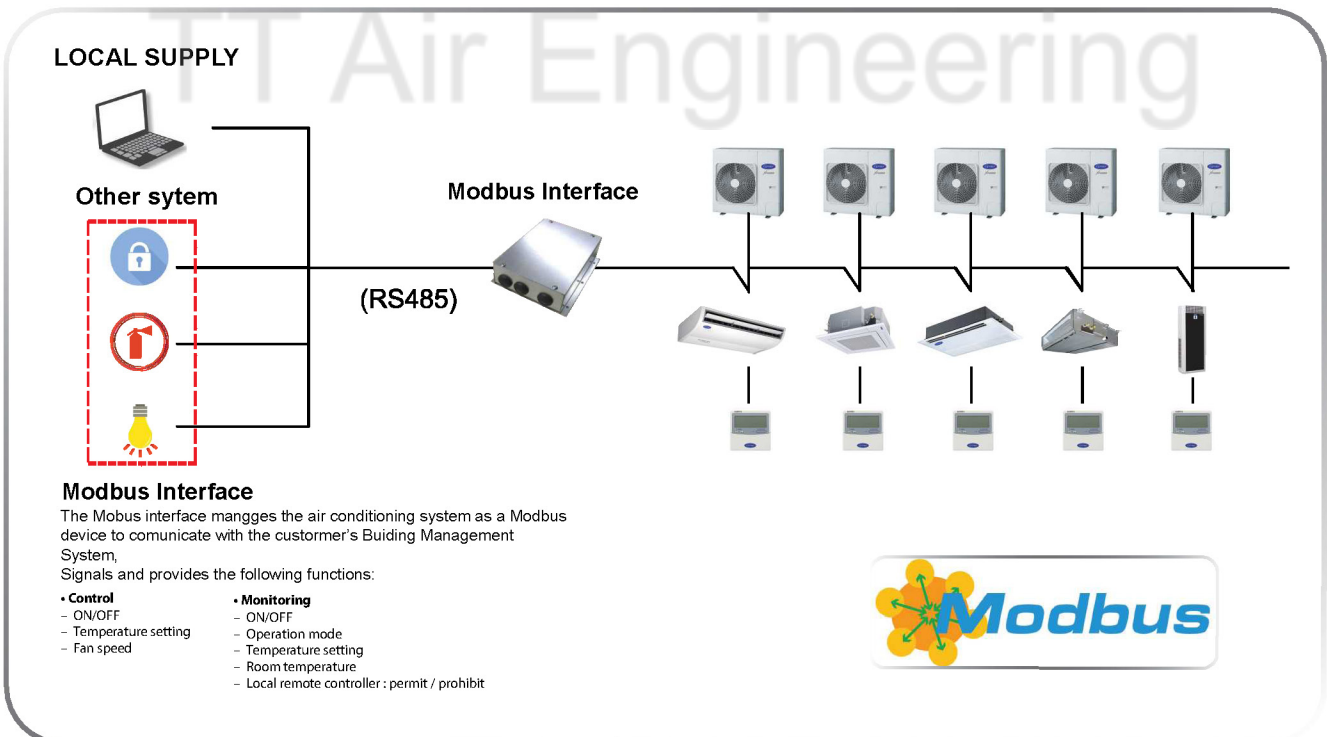 TT Air Engineering
LOCAL SUPPLY
Other sytem
Modbus Interface
(RS485)
Modbus Interface
The Mobus interface mangges the air conditioning system as a Modbus
device to comunicate with the custormer's Buiding Management
System,
Signals and provides the following functions:
• Control
– ON/OFF
– Temperature setting
– Fan speed
• Monitoring
– ON/OFF
– Operation mode
– Temperature setting
– Room temperature
– Local remote controller : permit / prohibit
Modbus